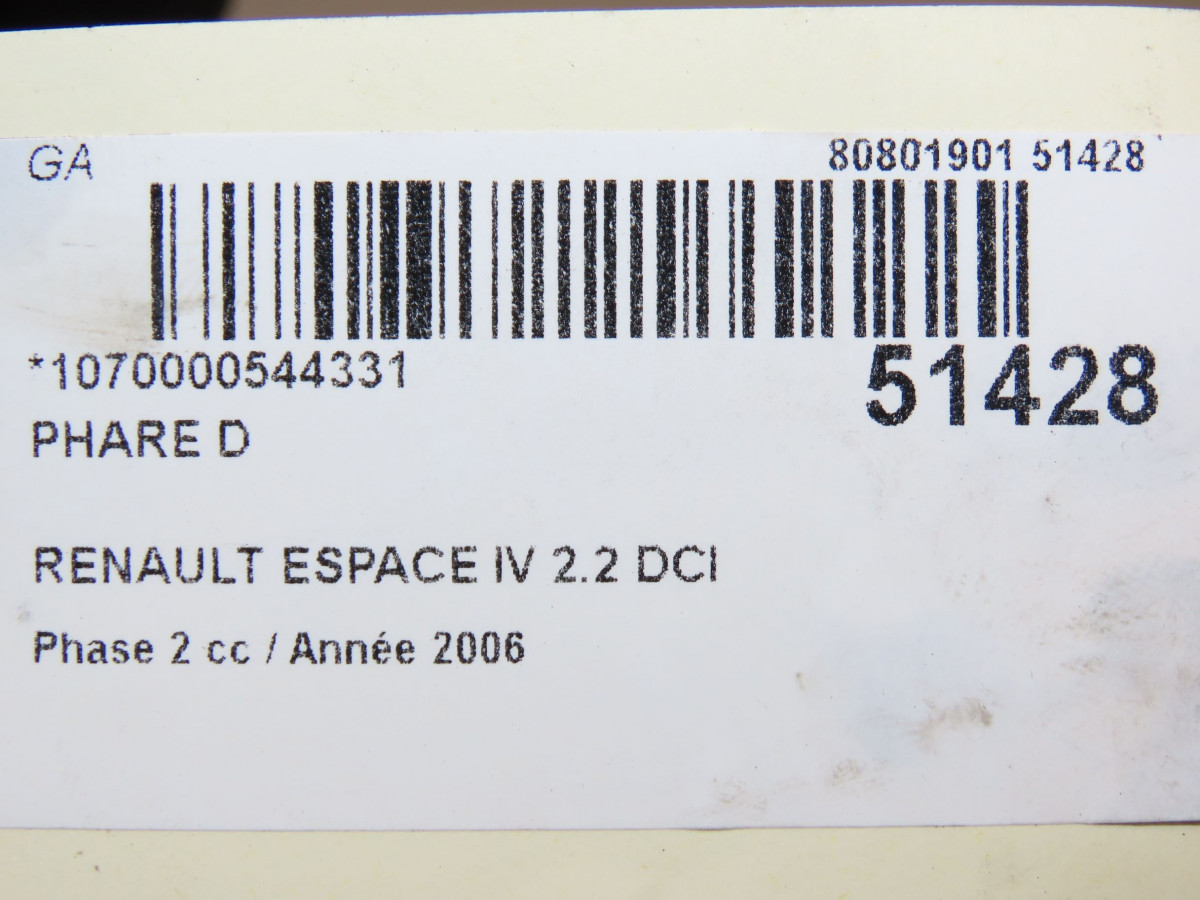 GA
80801901 51428
*1070000544331
51428
PHARE D
RENAULT ESPACE IV 2.2 DCI
Phase 2 cc / Année 2006